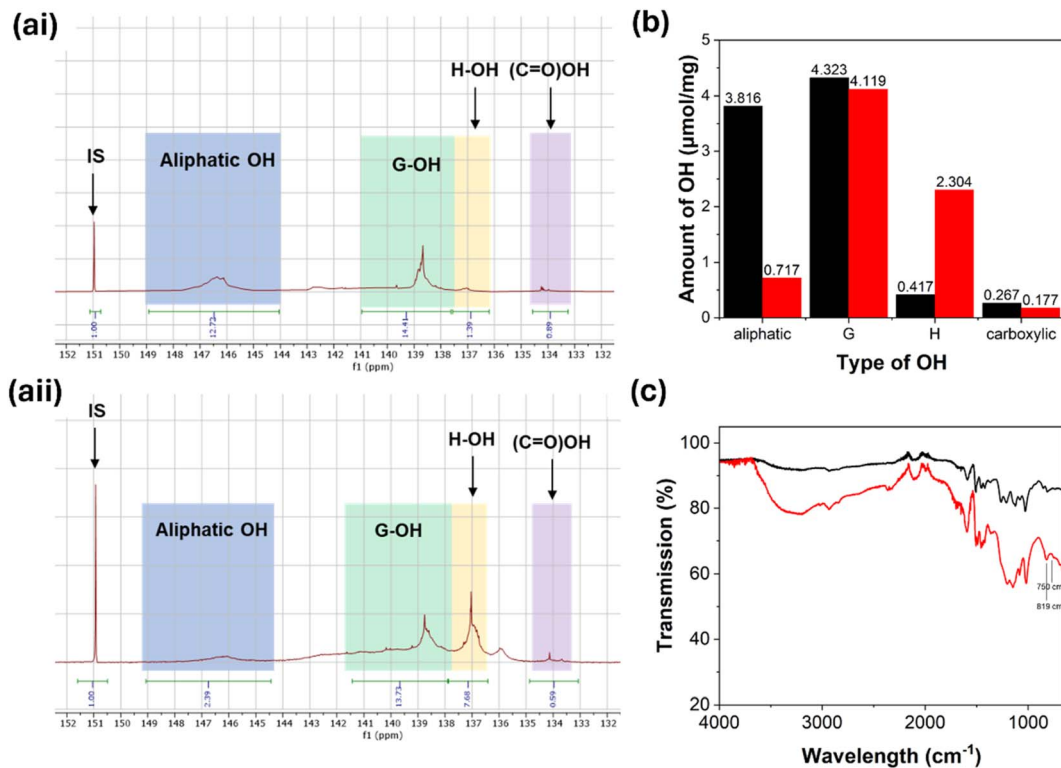 (ai)
H-OH (C=O)OH
IS
Aliphatic OH
G-OH
1.00
12.72
14.41
1.39
0.89
152 151 150 149 148 147 146 145 144 143 142 141 140 139 138 137 136 135 134 133 132
f1 (ppm)
(aii)
IS
H-OH
(C=O)OH
Aliphatic OH
G-OH
1.00
2.39
13.73
7.68
0.59
152 151 150 149 148 147 146 145 144 143 142 141 140 139 138 137 136 135 134 133 132
f1 (ppm)
(b)
Amount of OH (µmol/mg)
5
4
3
2
1
0
3.816
0.717
4.323
4.119
0.417
2.304
0.267
0.177
aliphatic G H carboxylic
Type of OH
(c)
Transmission (%)
100
80
60
40
20
750 cm
819 cm
4000 3000 2000 1000
Wavelength (cm⁻¹)